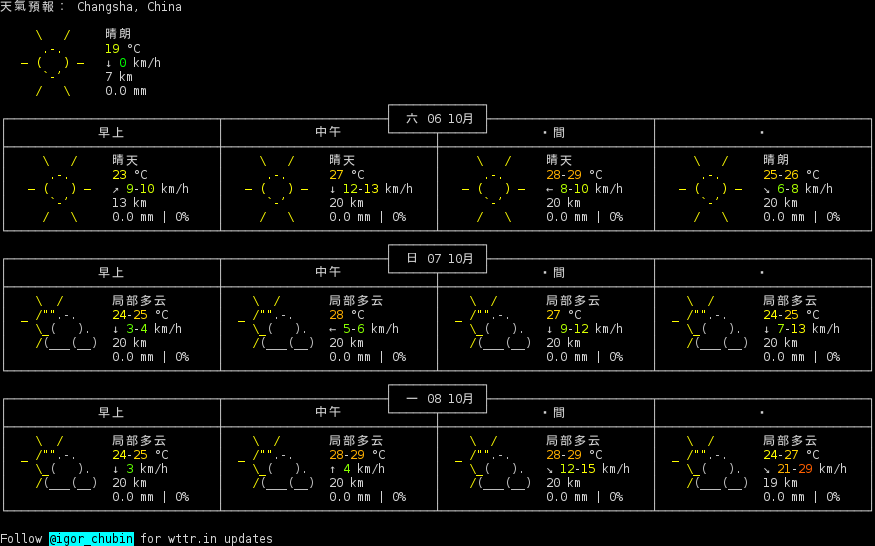 天氣預報： Changsha, China
晴朗
19 °C
↓ 0 km/h
7 km
0.0 mm
六 06 10月
早上 中午 ·間 ·
晴天 晴天 晴天 晴朗
23 °C 27 °C 28-29 °C 25-26 °C
↗ 9-10 km/h ↓ 12-13 km/h ← 8-10 km/h ↘ 6-8 km/h
13 km 20 km 20 km 20 km
0.0 mm | 0% 0.0 mm | 0% 0.0 mm | 0% 0.0 mm | 0%
日 07 10月
早上 中午 ·間 ·
局部多云 局部多云 局部多云 局部多云
24-25 °C 28 °C 27 °C 24-25 °C
↓ 3-4 km/h ← 5-6 km/h ↓ 9-12 km/h ↓ 7-13 km/h
20 km 20 km 20 km 20 km
0.0 mm | 0% 0.0 mm | 0% 0.0 mm | 0% 0.0 mm | 0%
一 08 10月
早上 中午 ·間 ·
局部多云 局部多云 局部多云 局部多云
24-25 °C 28-29 °C 28-29 °C 24-27 °C
↓ 3 km/h ↑ 4 km/h ↘ 12-15 km/h ↘ 21-29 km/h
20 km 20 km 20 km 19 km
0.0 mm | 0% 0.0 mm | 0% 0.0 mm | 0% 0.0 mm | 0%
Follow @igor_chubin for wttr.in updates